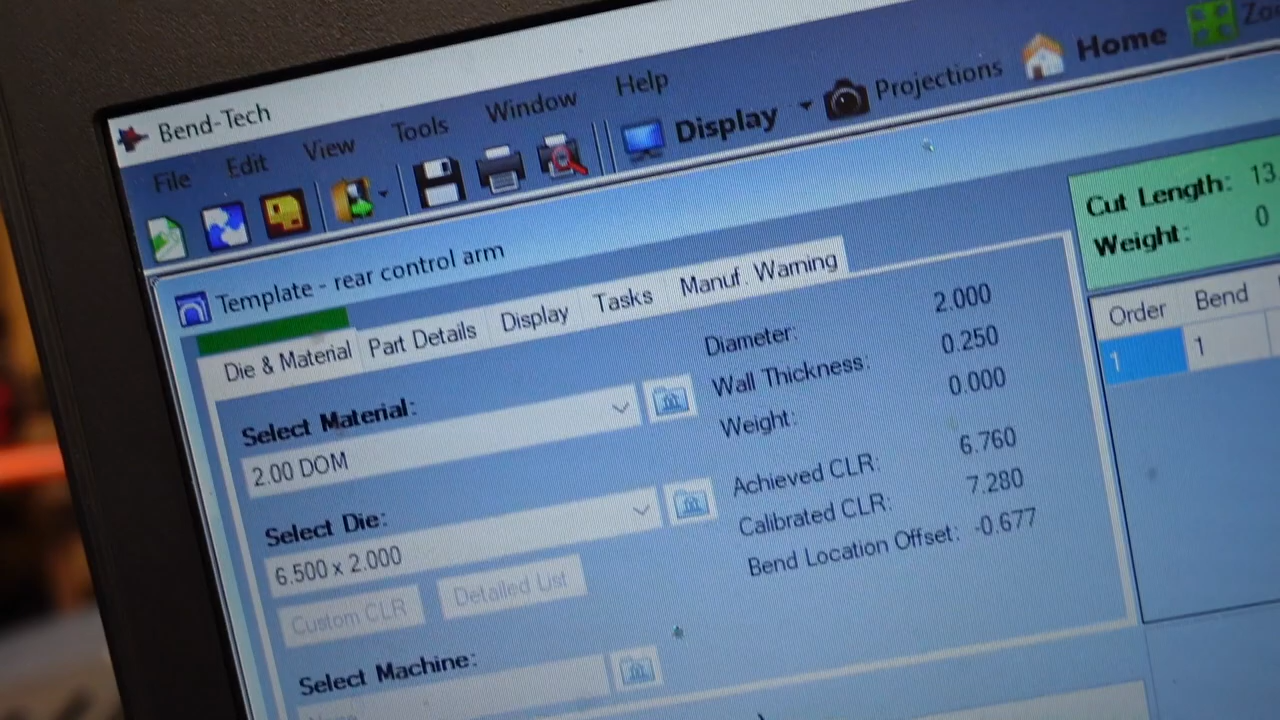 Bend-Tech
File Edit View Tools Window Help
Display Projections Home
Template - rear control arm
Cut Length: 13.
Weight: 0
Die & Material Part Details Display Tasks Manuf. Warning
Order Bend
1 1
Select Material:
2.00 DOM
Select Die:
6.500 x 2.000
Custom CLR Detailed List
Select Machine:
Diameter: 2.000
Wall Thickness: 0.250
Weight: 0.000
Achieved CLR: 6.760
Calibrated CLR: 7.280
Bend Location Offset: -0.677